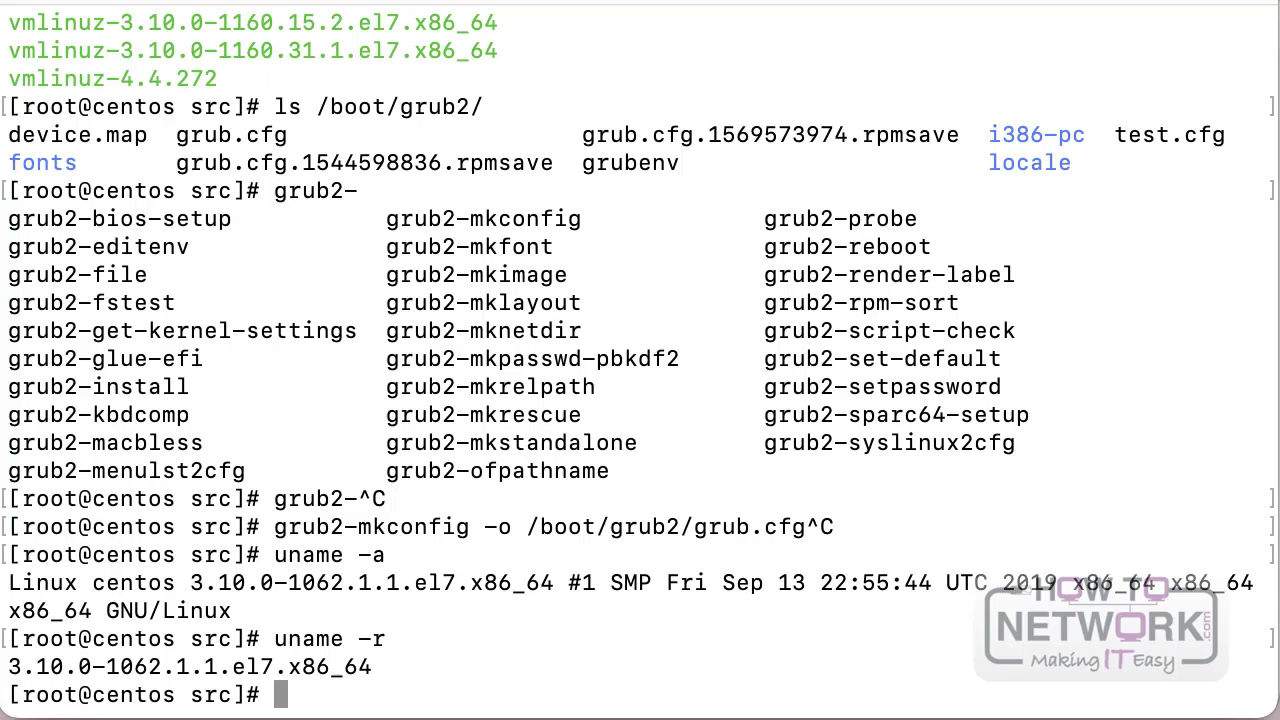 vmlinuz-3.10.0-1160.15.2.el7.x86_64
vmlinuz-3.10.0-1160.31.1.el7.x86_64
vmlinuz-4.4.272
[[root@centos src]# ls /boot/grub2/ ]
device.map grub.cfg grub.cfg.1569573974.rpmsave i386-pc test.cfg
fonts grub.cfg.1544598836.rpmsave grubenv locale
[[root@centos src]# grub2- ]
grub2-bios-setup grub2-mkconfig grub2-probe
grub2-editenv grub2-mkfont grub2-reboot
grub2-file grub2-mkimage grub2-render-label
grub2-fstest grub2-mklayout grub2-rpm-sort
grub2-get-kernel-settings grub2-mknetdir grub2-script-check
grub2-glue-efi grub2-mkpasswd-pbkdf2 grub2-set-default
grub2-install grub2-mkrelpath grub2-setpassword
grub2-kbdcomp grub2-mkrescue grub2-sparc64-setup
grub2-macbless grub2-mkstandalone grub2-syslinux2cfg
grub2-menulst2cfg grub2-ofpathname
[[root@centos src]# grub2-^C ]
[[root@centos src]# grub2-mkconfig -o /boot/grub2/grub.cfg^C ]
[[root@centos src]# uname -a ]
Linux centos 3.10.0-1062.1.1.el7.x86_64 #1 SMP Fri Sep 13 22:55:44 UTC 2019 x86_64 x86_64
x86_64 GNU/Linux
[[root@centos src]# uname -r ]
3.10.0-1062.1.1.el7.x86_64
[root@centos src]#
HOW TO
NETWORK.com
Making IT Easy